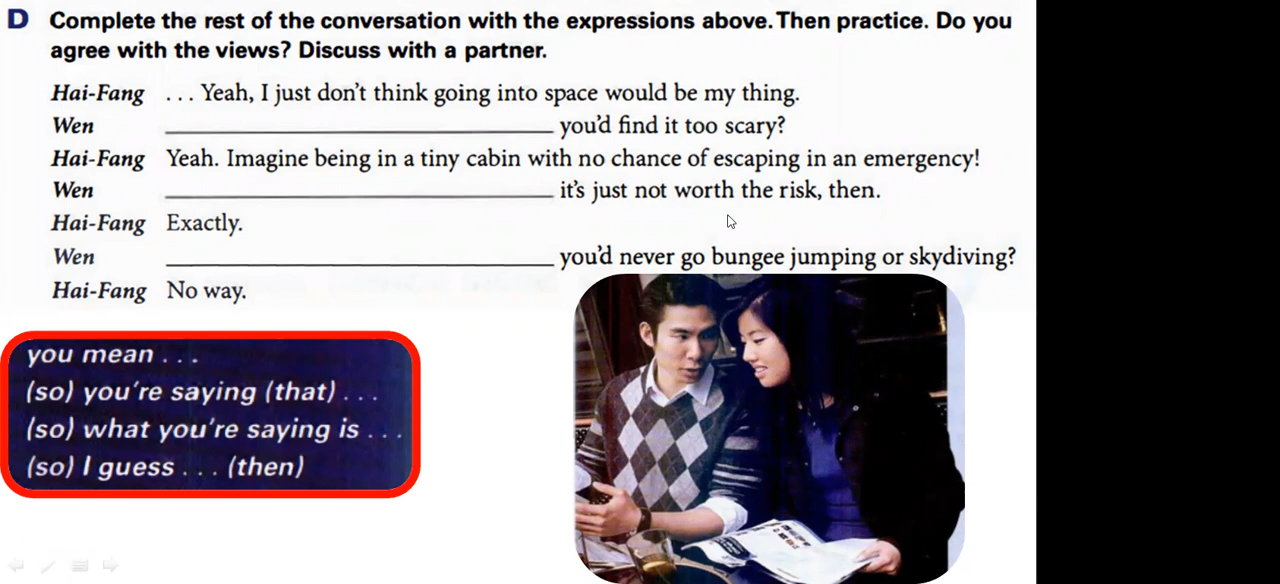 D Complete the rest of the conversation with the expressions above. Then practice. Do you
agree with the views? Discuss with a partner.
Hai-Fang . . . Yeah, I just don't think going into space would be my thing.
Wen ______________ you'd find it too scary?
Hai-Fang Yeah. Imagine being in a tiny cabin with no chance of escaping in an emergency!
Wen ______________ it's just not worth the risk, then.
Hai-Fang Exactly.
Wen ______________ you'd never go bungee jumping or skydiving?
Hai-Fang No way.
you mean . . .
(so) you're saying (that) . . .
(so) what you're saying is . . .
(so) I guess . . . (then)